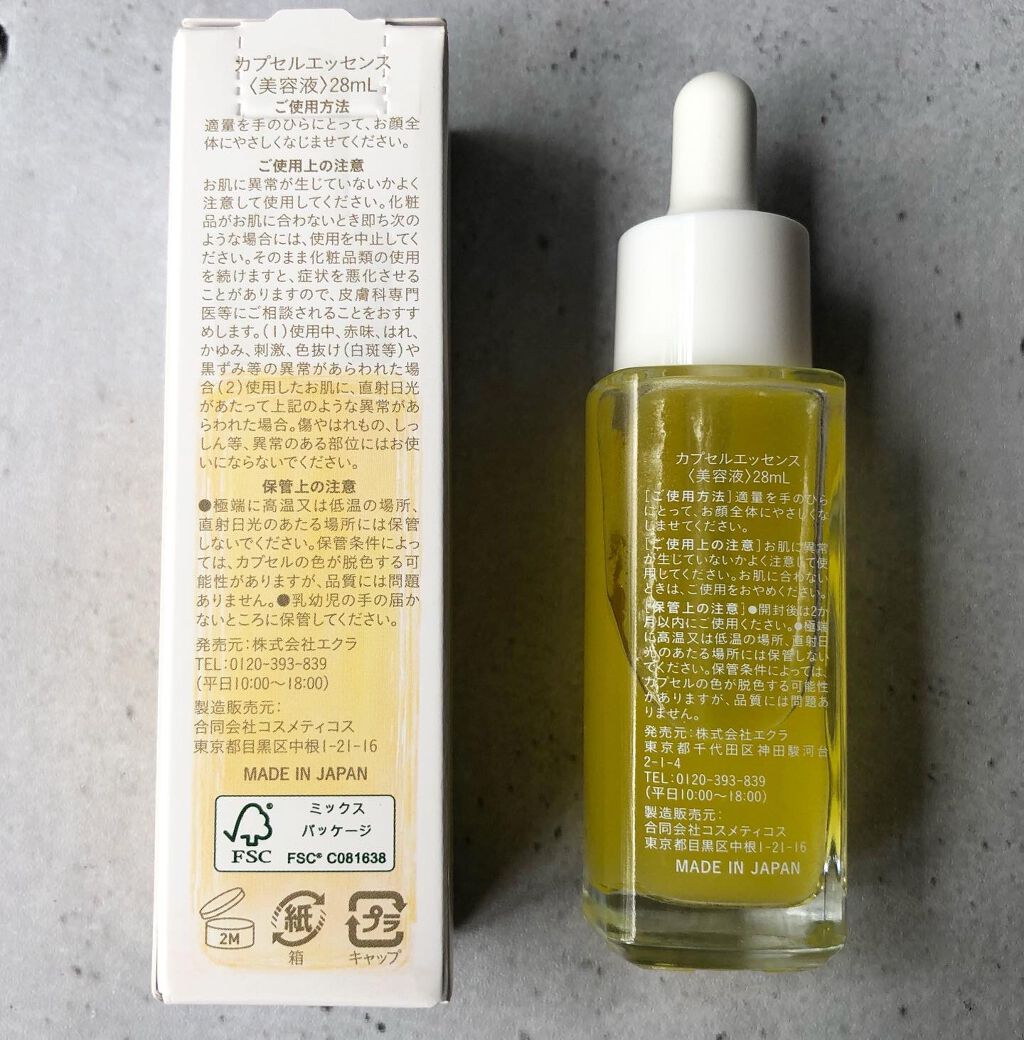 カプセルエッセンス
〈美容液〉28mL
ご使用方法
適量を手のひらにとって、お顔全
体にやさしくなじませてください。
ご使用上の注意
お肌に異常が生じていないかよく
注意して使用してください。化粧
品がお肌に合わないとき即ち次の
ような場合には、使用を中止してく
ださい。そのまま化粧品類の使用
を続けますと、症状を悪化させる
ことがありますので、皮膚科専門
医等にご相談されることをおすす
めします。(1)使用中、赤味、はれ、
かゆみ、刺激、色抜け(白斑等)や
黒ずみ等の異常があらわれた場
合(2)使用したお肌に、直射日光
があたって上記のような異常があ
らわれた場合。傷やはれもの、しっ
しん等、異常のある部位にはお使
いにならないでください。
保管上の注意
●極端に高温又は低温の場所、
直射日光のあたる場所には保管
しないでください。保管条件によっ
ては、カプセルの色が脱色する可
能性がありますが、品質には問題
ありません。●乳幼児の手の届か
ないところに保管してください。
発売元:株式会社エクラ
TEL:0120-393-839
(平日10:00〜18:00)
製造販売元:
合同会社コスメティコス
東京都目黒区中根1-21-16
MADE IN JAPAN
ミックス
パッケージ
FSC
FSC® C081638
2M
紙
箱
プラ
キャップ
カプセルエッセンス
〈美容液〉28mL
[ご使用方法]適量を手のひら
にとって、お顔全体にやさしくな
じませてください。
[ご使用上の注意]お肌に異常
が生じていないかよく注意して使
用してください。お肌に合わない
ときは、ご使用をおやめください。
[保管上の注意]●開封後は2か
月以内にご使用ください。●極端
に高温又は低温の場所、直射日
光のあたる場所には保管しない
でください。保管条件によっては、
カプセルの色が脱色する可能性
がありますが、品質には問題あ
りません。
発売元:株式会社エクラ
東京都千代田区神田駿河台
2-1-4
TEL:0120-393-839
(平日10:00〜18:00)
製造販売元:
合同会社コスメティコス
東京都目黒区中根1-21-16
MADE IN JAPAN